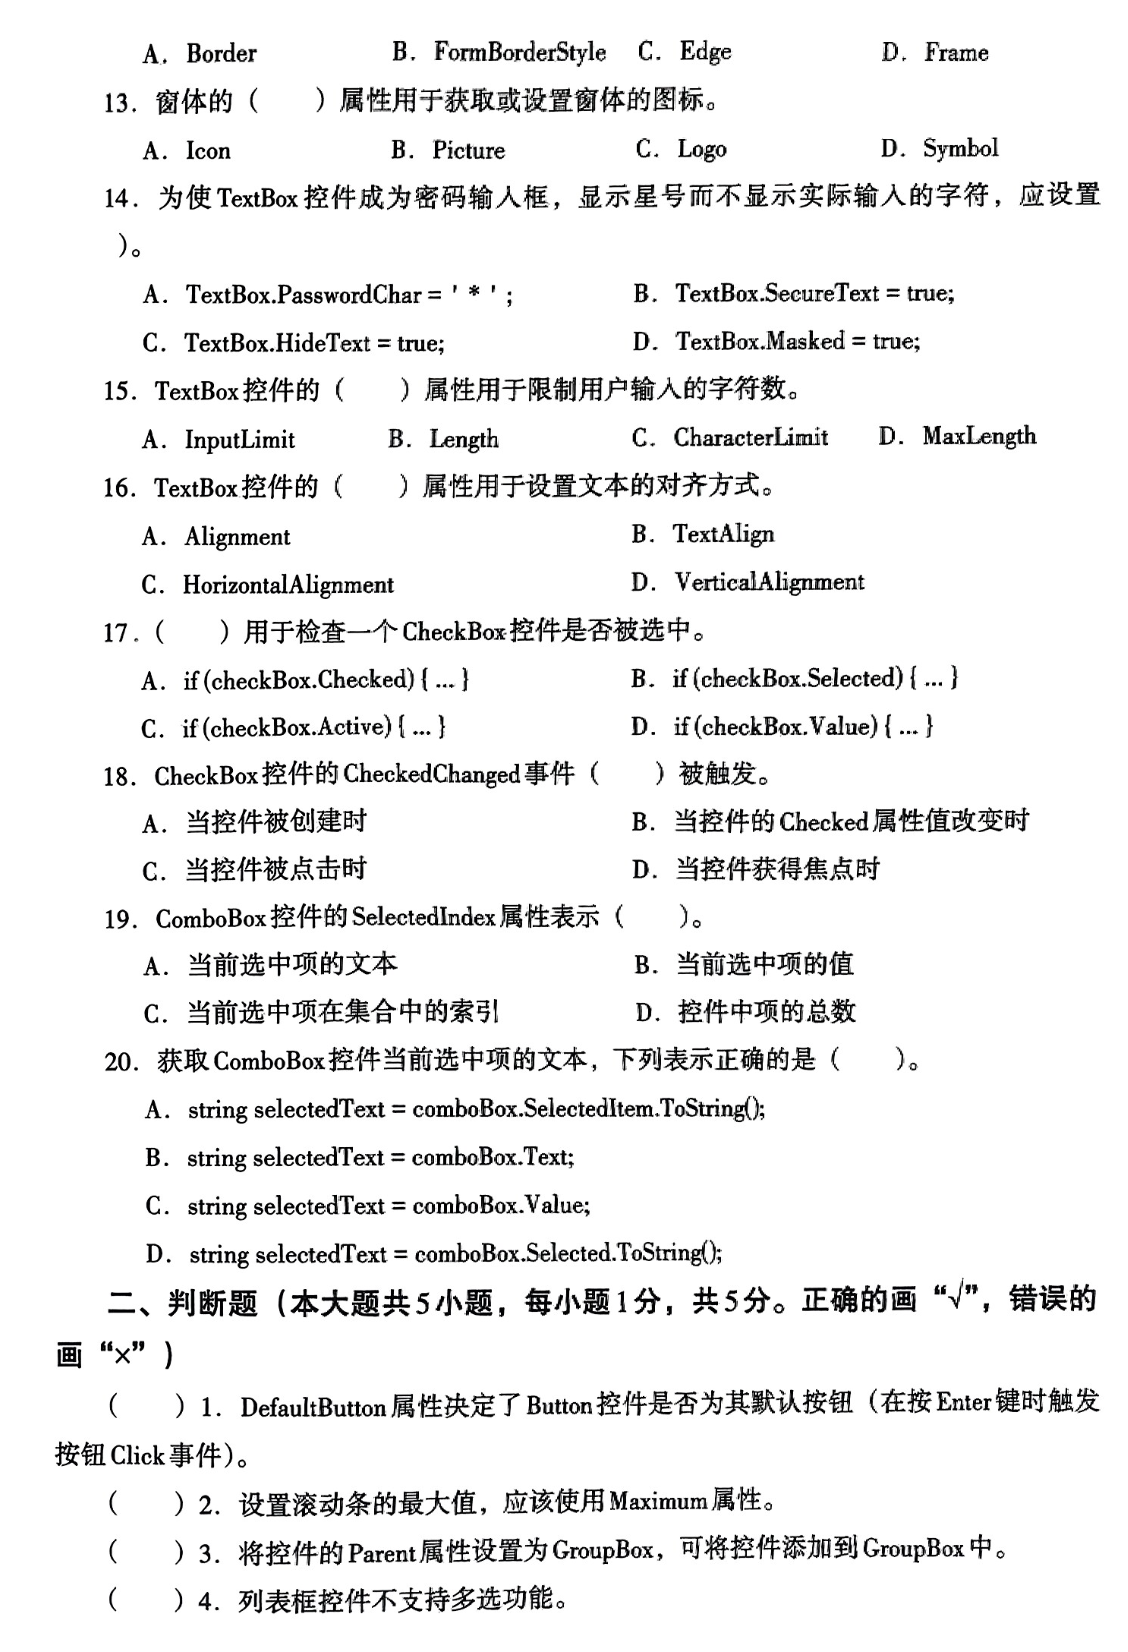 A. Border B. FormBorderStyle C. Edge D. Frame
13. 窗体的（ ）属性用于获取或设置窗体的图标。
A. Icon B. Picture C. Logo D. Symbol
14. 为使TextBox控件成为密码输入框，显示星号而不显示实际输入的字符，应设置
）。
A. TextBox.PasswordChar = '*'; B. TextBox.SecureText = true;
C. TextBox.HideText = true; D. TextBox.Masked = true;
15. TextBox控件的（ ）属性用于限制用户输入的字符数。
A. InputLimit B. Length C. CharacterLimit D. MaxLength
16. TextBox控件的（ ）属性用于设置文本的对齐方式。
A. Alignment B. TextAlign
C. HorizontalAlignment D. VerticalAlignment
17.（ ）用于检查一个CheckBox控件是否被选中。
A. if (checkBox.Checked) { ... } B. if (checkBox.Selected) { ... }
C. if (checkBox.Active) { ... } D. if (checkBox.Value) { ... }
18. CheckBox控件的CheckedChanged事件（ ）被触发。
A. 当控件被创建时 B. 当控件的Checked属性值改变时
C. 当控件被点击时 D. 当控件获得焦点时
19. ComboBox控件的SelectedIndex属性表示（ ）。
A. 当前选中项的文本 B. 当前选中项的值
C. 当前选中项在集合中的索引 D. 控件中项的总数
20. 获取ComboBox控件当前选中项的文本，下列表示正确的是（ ）。
A. string selectedText = comboBox.SelectedItem.ToString();
B. string selectedText = comboBox.Text;
C. string selectedText = comboBox.Value;
D. string selectedText = comboBox.Selected.ToString();
二、判断题（本大题共5小题，每小题1分，共5分。正确的画“√”，错误的
画“×”）
（ ）1. DefaultButton属性决定了Button控件是否为其默认按钮（在按Enter键时触发
按钮Click事件）。
（ ）2. 设置滚动条的最大值，应该使用Maximum属性。
（ ）3. 将控件的Parent属性设置为GroupBox，可将控件添加到GroupBox中。
（ ）4. 列表框控件不支持多选功能。